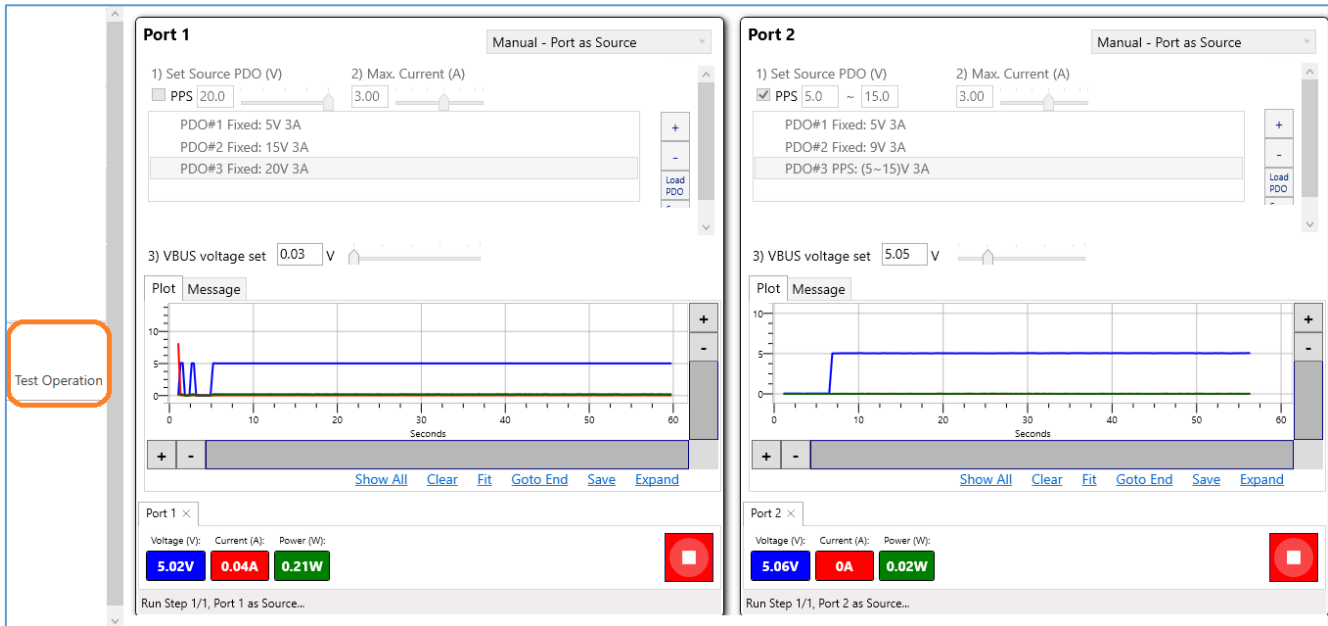 Test Operation
Port 1
Manual - Port as Source
1) Set Source PDO (V) 2) Max. Current (A)
PPS 20.0 3.00
PDO#1 Fixed: 5V 3A
PDO#2 Fixed: 15V 3A
PDO#3 Fixed: 20V 3A
+
-
Load
PDO
3) VBUS voltage set 0.03 V
Plot Message
10
5
0
0 10 20 30 40 50 60
Seconds
+
-
+ -
Show All Clear Fit Goto End Save Expand
Port 1 ×
Voltage (V): Current (A): Power (W):
5.02V 0.04A 0.21W
Run Step 1/1, Port 1 as Source...
Port 2
Manual - Port as Source
1) Set Source PDO (V) 2) Max. Current (A)
PPS 5.0 ~ 15.0 3.00
PDO#1 Fixed: 5V 3A
PDO#2 Fixed: 9V 3A
PDO#3 PPS: (5~15)V 3A
+
-
Load
PDO
3) VBUS voltage set 5.05 V
Plot Message
10
5
0
0 10 20 30 40 50 60
Seconds
+
-
+ -
Show All Clear Fit Goto End Save Expand
Port 2 ×
Voltage (V): Current (A): Power (W):
5.06V 0A 0.02W
Run Step 1/1, Port 2 as Source...